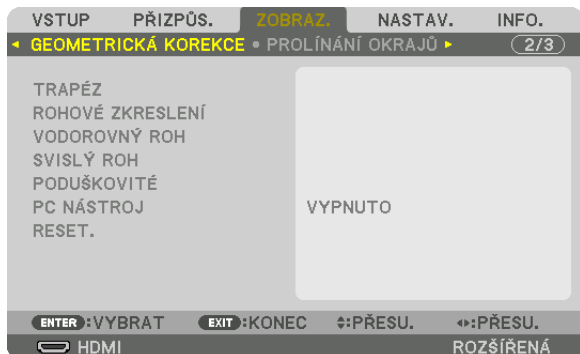 VSTUP PŘIZPŮS. ZOBRAZ. NASTAV. INFO.
GEOMETRICKÁ KOREKCE • PROLÍNÁNÍ OKRAJŮ 2/3
TRAPÉZ
ROHOVÉ ZKRESLENÍ
VODOROVNÝ ROH
SVISLÝ ROH
PODUŠKOVITÉ
PC NÁSTROJ VYPNUTO
RESET.
ENTER :VYBRAT EXIT :KONEC :PŘESU. :PŘESU.
HDMI ROZŠÍŘENÁ